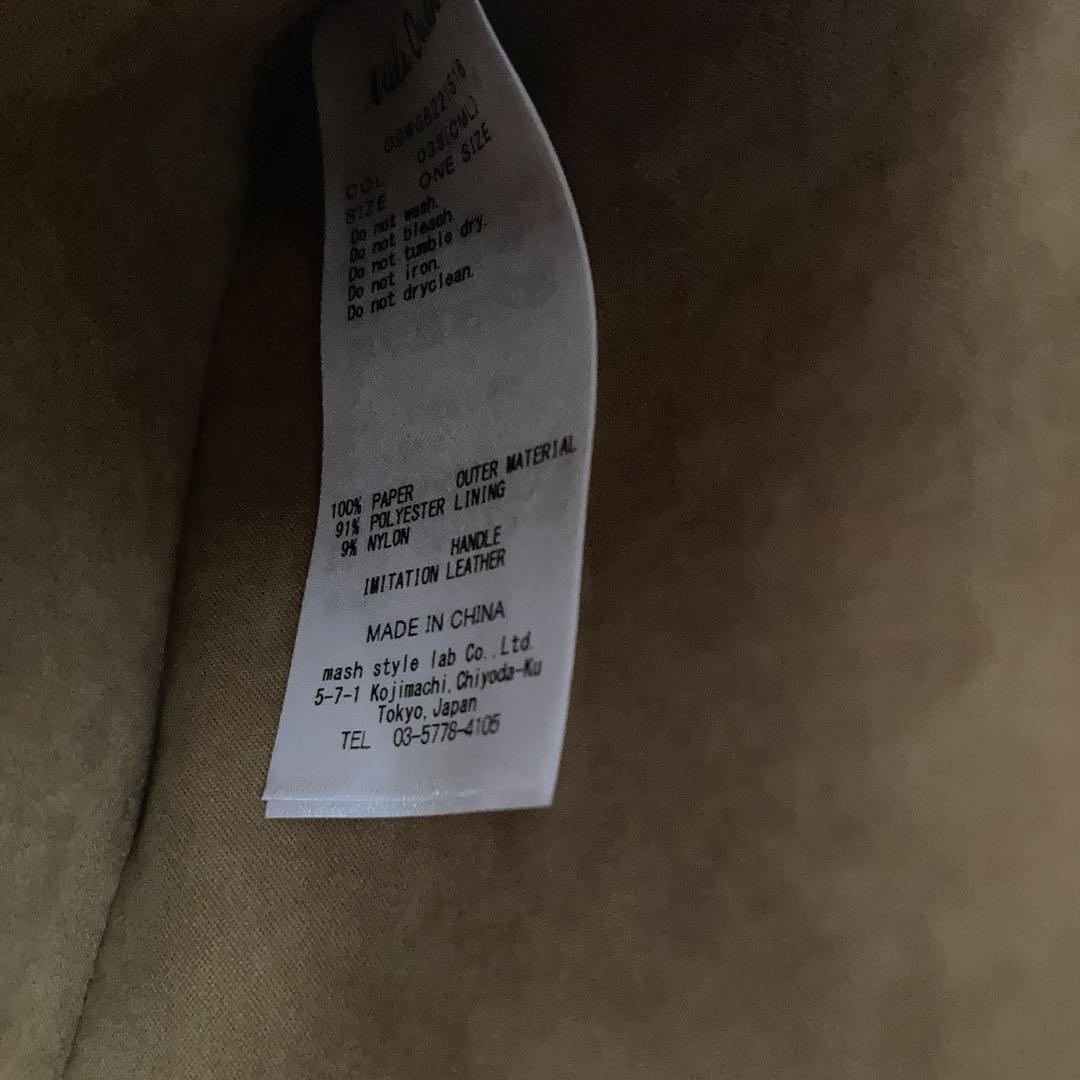 09WGB221516
COL 038(CML)
SIZE ONE SIZE
Do not wash.
Do not bleach.
Do not tumble dry.
Do not iron.
Do not dryclean.
100% PAPER OUTER MATERIAL
91% POLYESTER LINING
9% NYLON
HANDLE
IMITATION LEATHER
MADE IN CHINA
mash style lab Co.,Ltd.
5-7-1 Kojimachi, Chiyoda-Ku
Tokyo, Japan
TEL 03-5778-4105